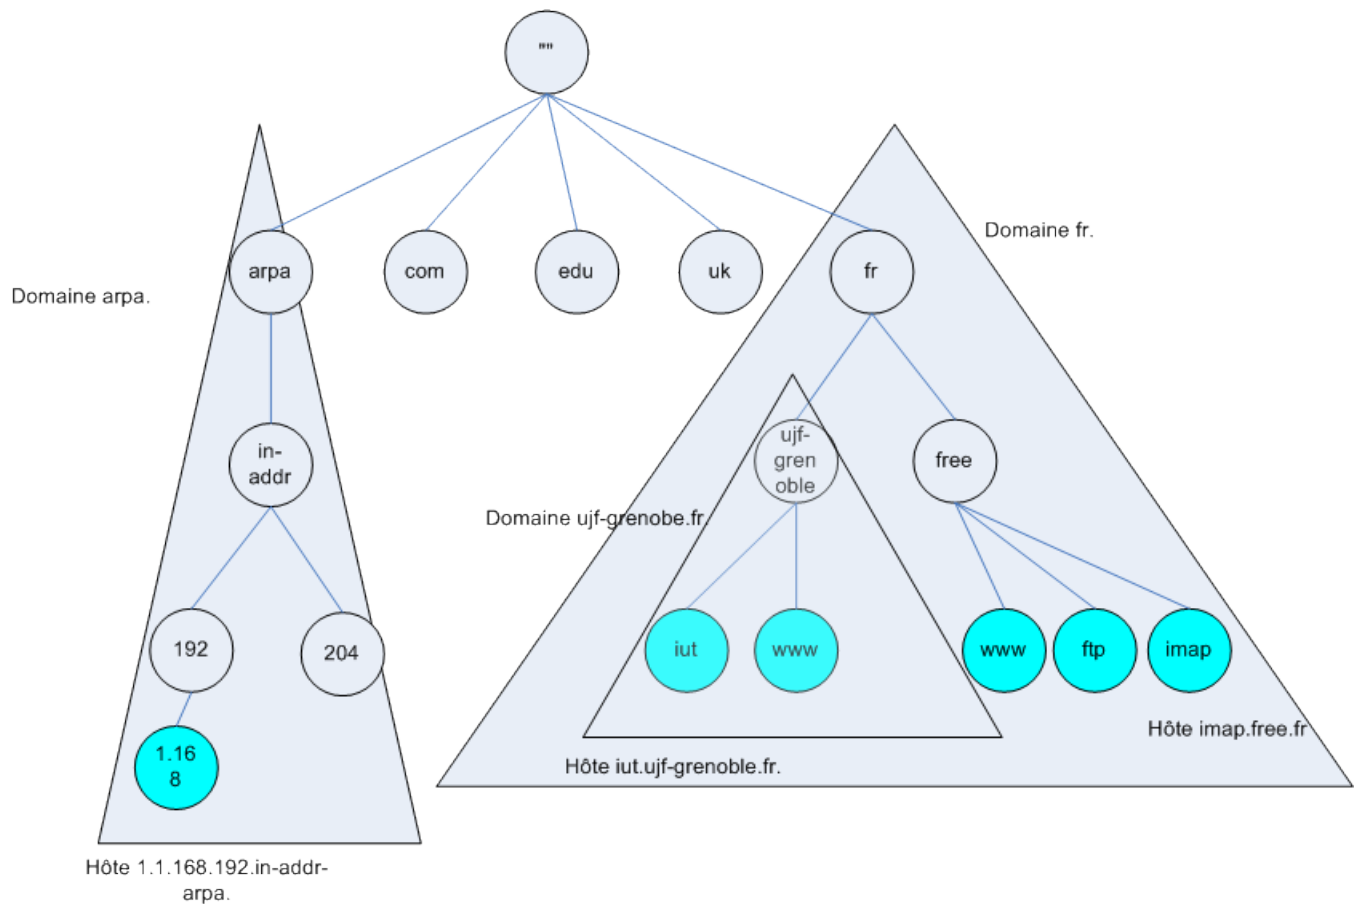 ""
Domaine fr.
arpa
com
edu
uk
fr
Domaine arpa.
in-
addr
ujf-
gren
oble
free
Domaine ujf-grenobe.fr.
192
204
iut
www
www
ftp
imap
1.16
8
Hôte imap.free.fr
Hôte iut.ujf-grenoble.fr.
Hôte 1.1.168.192.in-addr-
arpa.